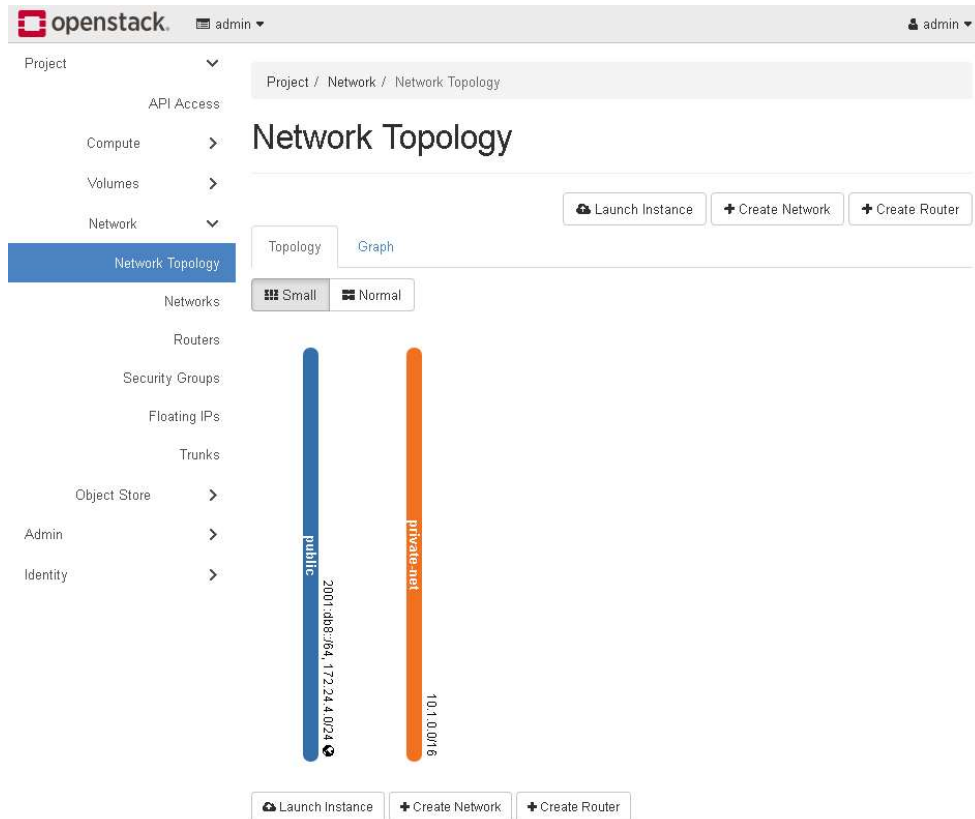 openstack. admin admin
Project
API Access
Compute
Volumes
Network
Network Topology
Networks
Routers
Security Groups
Floating IPs
Trunks
Object Store
Admin
Identity
Project / Network / Network Topology
Network Topology
Launch Instance + Create Network + Create Router
Topology Graph
Small Normal
public
2001:db8::/64, 172.24.4.0/24
private-net
10.1.0.0/16
Launch Instance + Create Network + Create Router